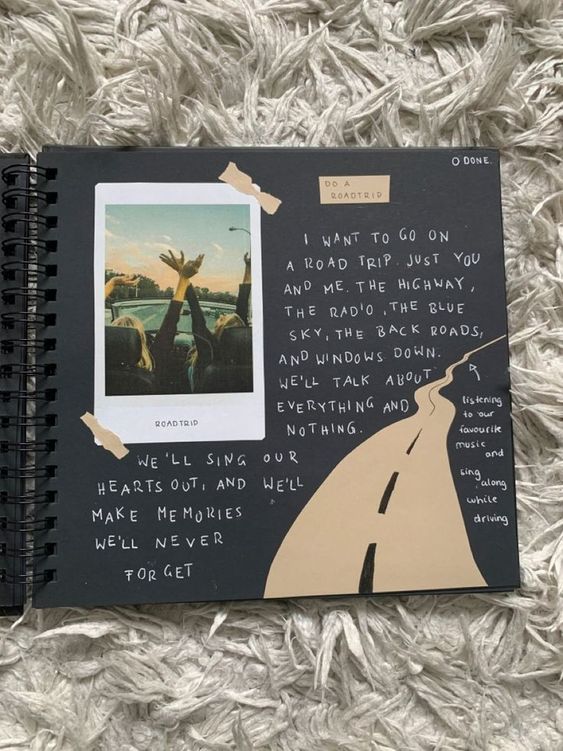 O DONE.
DO A
ROADTRIP
I WANT TO GO ON
A ROAD TRIP. JUST YOU
AND ME. THE HIGHWAY,
THE RADIO, THE BLUE
SKY, THE BACK ROADS,
AND WINDOWS DOWN.
WE'LL TALK ABOUT
EVERYTHING AND
NOTHING.
ROADTRIP
WE'LL SING OUR
HEARTS OUT, AND WE'LL
MAKE MEMORIES
WE'LL NEVER
FORGET
listening
to our
favourite
music
and
sing
along
while
driving